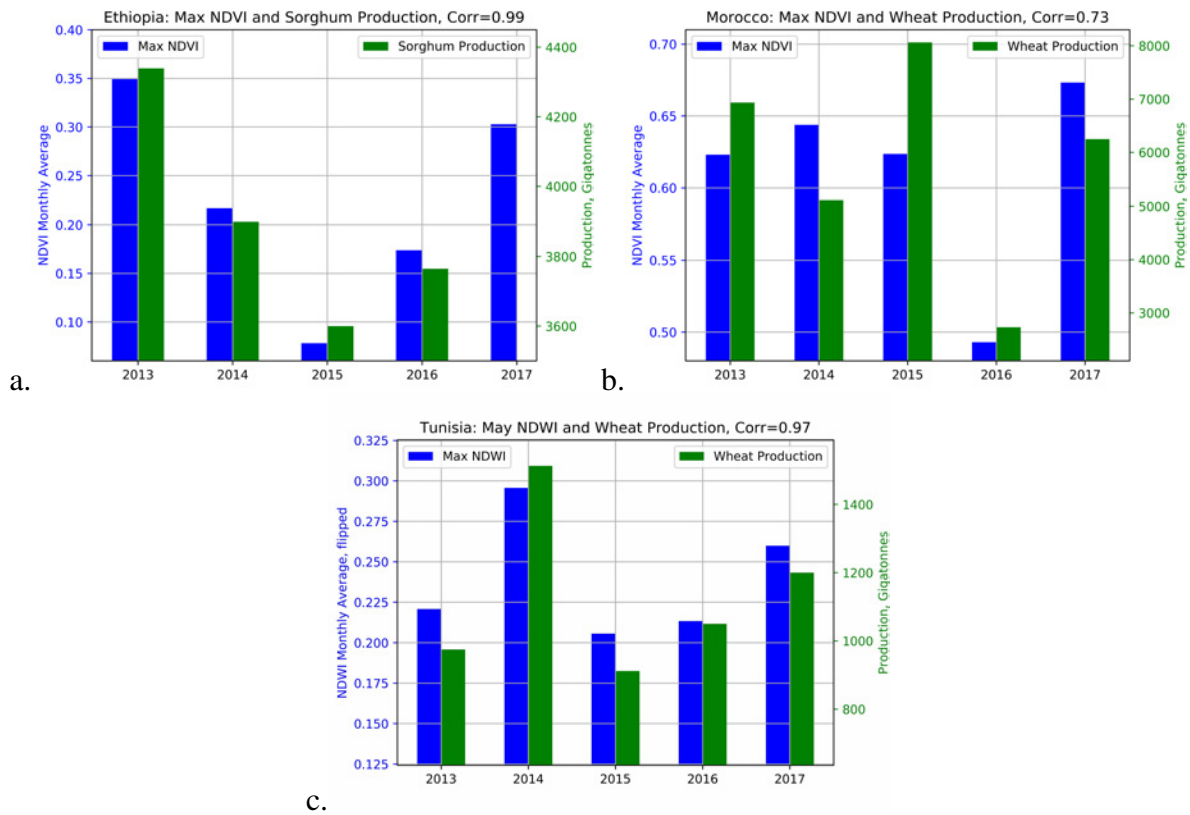 Ethiopia: Max NDVI and Sorghum Production, Corr=0.99
Max NDVI
Sorghum Production
NDVI Monthly Average
0.40
0.35
0.30
0.25
0.20
0.15
0.10
4400
4200
4000
3800
3600
Production, Gigatonnes
2013 2014 2015 2016 2017
a.
Morocco: Max NDVI and Wheat Production, Corr=0.73
Max NDVI
Wheat Production
NDVI Monthly Average
0.70
0.65
0.60
0.55
0.50
8000
7000
6000
5000
4000
3000
Production, Gigatonnes
2013 2014 2015 2016 2017
b.
Tunisia: May NDWI and Wheat Production, Corr=0.97
Max NDWI
Wheat Production
NDWI Monthly Average, flipped
0.325
0.300
0.275
0.250
0.225
0.200
0.175
0.150
0.125
1400
1200
1000
800
Production, Gigatonnes
2013 2014 2015 2016 2017
c.